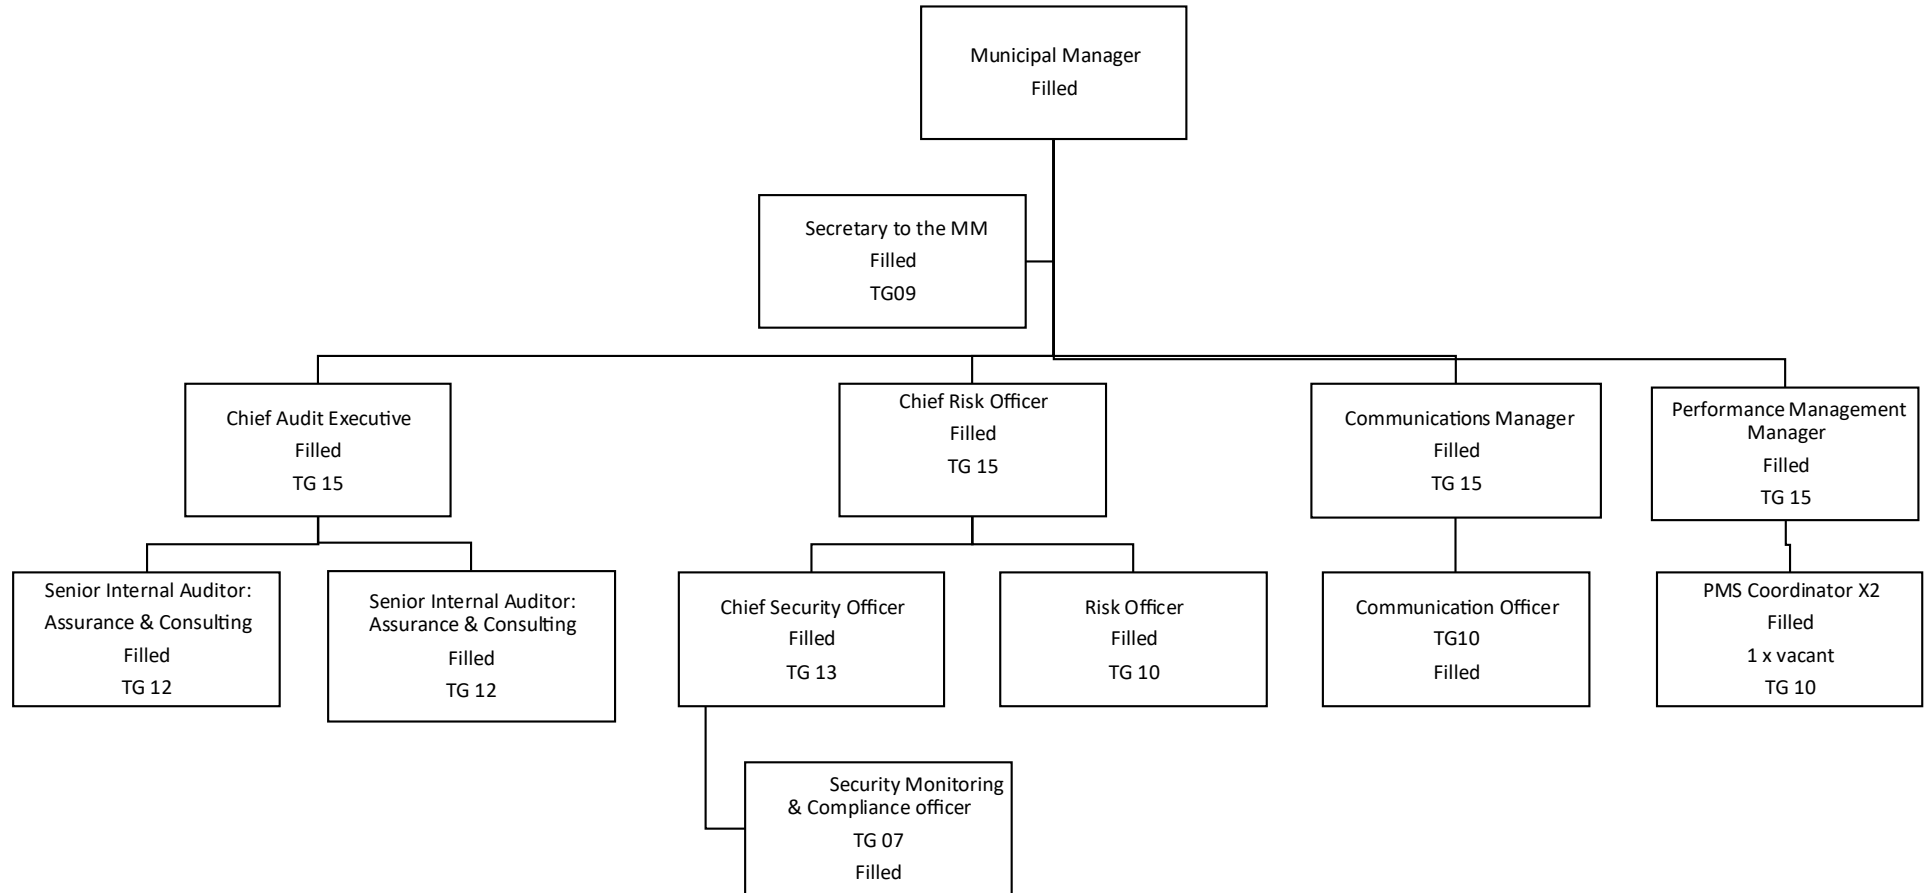 Municipal Manager
Filled
Secretary to the MM
Filled
TG09
Chief Audit Executive
Filled
TG 15
Chief Risk Officer
Filled
TG 15
Communications Manager
Filled
TG 15
Performance Management
Manager
Filled
TG 15
Senior Internal Auditor:
Assurance & Consulting
Filled
TG 12
Senior Internal Auditor:
Assurance & Consulting
Filled
TG 12
Chief Security Officer
Filled
TG 13
Risk Officer
Filled
TG 10
Communication Officer
TG10
Filled
PMS Coordinator X2
Filled
1 x vacant
TG 10
Security Monitoring
& Compliance officer
TG 07
Filled